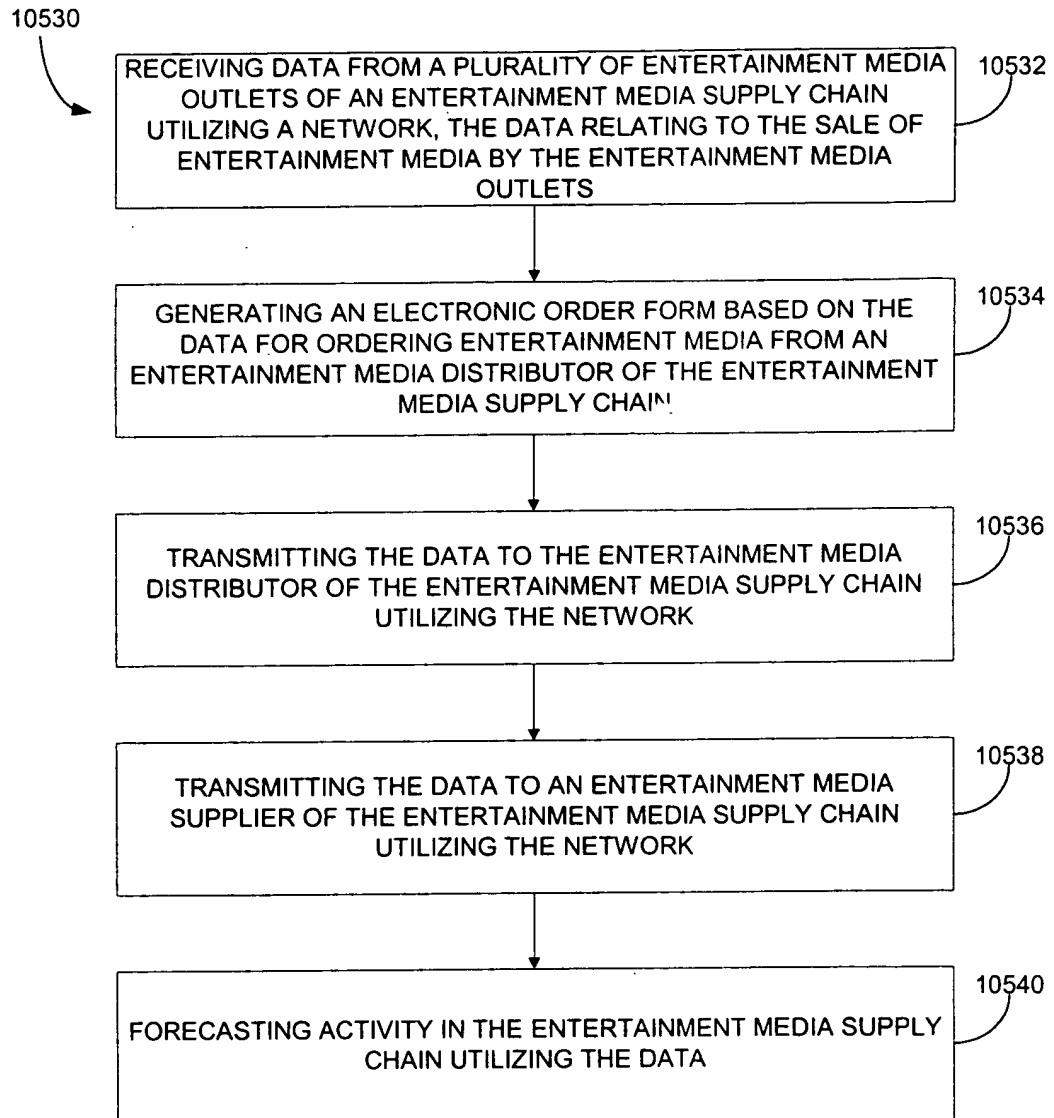 10530
RECEIVING DATA FROM A PLURALITY OF ENTERTAINMENT MEDIA
OUTLETS OF AN ENTERTAINMENT MEDIA SUPPLY CHAIN
UTILIZING A NETWORK, THE DATA RELATING TO THE SALE OF
ENTERTAINMENT MEDIA BY THE ENTERTAINMENT MEDIA
OUTLETS
10532
GENERATING AN ELECTRONIC ORDER FORM BASED ON THE
DATA FOR ORDERING ENTERTAINMENT MEDIA FROM AN
ENTERTAINMENT MEDIA DISTRIBUTOR OF THE ENTERTAINMENT
MEDIA SUPPLY CHAIN.
10534
TRANSMITTING THE DATA TO THE ENTERTAINMENT MEDIA
DISTRIBUTOR OF THE ENTERTAINMENT MEDIA SUPPLY CHAIN
UTILIZING THE NETWORK
10536
TRANSMITTING THE DATA TO AN ENTERTAINMENT MEDIA
SUPPLIER OF THE ENTERTAINMENT MEDIA SUPPLY CHAIN
UTILIZING THE NETWORK
10538
FORECASTING ACTIVITY IN THE ENTERTAINMENT MEDIA SUPPLY
CHAIN UTILIZING THE DATA
10540